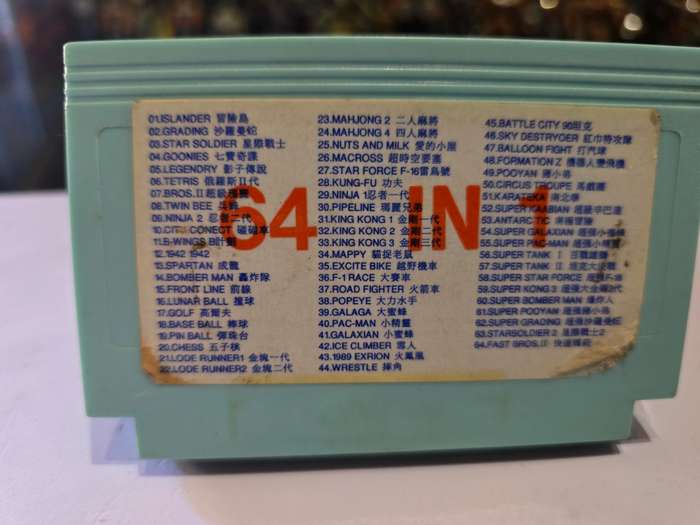 01.ISLANDER 冒險島
02.GRADING 沙羅曼蛇
03.STAR SOLDIER 星際戰士
04.GOONIES 七寶奇謀
05.LEGENDRY 影子傳說
06.TETRIS 俄羅斯II代
07.BROS.II 超級瑪麗
08.TWIN BEE 兵蜂
09.NINJA 2 忍者二代
10.CITY CONECT 碰碰車
11.B-WINGS B計劃
12.1942 1942
13.SPARTAN 成龍
14.BOMBER MAN 轟炸隊
15.FRONT LINE 前線
16.LUNAR BALL 撞球
17.GOLF 高爾夫
18.BASE BALL 棒球
19.PIN BALL 彈珠台
20.CHESS 五子棋
21.LODE RUNNER1 金塊一代
22.LODE RUNNER2 金塊二代
23.MAHJONG 2 二人麻將
24.MAHJONG 4 四人麻將
25.NUTS AND MILK 愛的小屋
26.MACROSS 超時空要塞
27.STAR FORCE F-16雷鳥號
28.KUNG-FU 功夫
29.NINJA 1 忍者一代
30.PIPELINE 瑪麗兄弟
31.KING KONG 1 金剛一代
32.KING KONG 2 金剛二代
33.KING KONG 3 金剛三代
34.MAPPY 貓捉老鼠
35.EXCITE BIKE 越野機車
36.F-1 RACE 大賽車
37.ROAD FIGHTER 火箭車
38.POPEYE 大力水手
39.GALAGA 大蜜蜂
40.PAC-MAN 小精靈
41.GALAXIAN 小蜜蜂
42.ICE CLIMBER 雪人
43.1989 EXRION 火鳳凰
44.WRESTLE 摔角
45.BATTLE CITY 90坦克
46.SKY DESTRYOER 紅巾特攻隊
47.BALLOON FIGHT 打汽球
48.FORMATION Z 機器人變飛機
49.POOYAN
50.CIRCUS TROUPE 馬戲團
51.KARATEKA 南北拳
52.SUPER KAABIAN
53.ANTARCTIC
54.SUPER GALAXIAN
55.SUPER PAC-MAN
56.SUPER TANK I
57.SUPER TANK II
58.SUPER STAR FORCE
59.SUPER KONG 3
60.SUPER BOMBER MAN
61.SUPER POOYAN
62.SUPER GRADING
63.STARSOLDIER 2
64.FAST BROS.II
64 IN